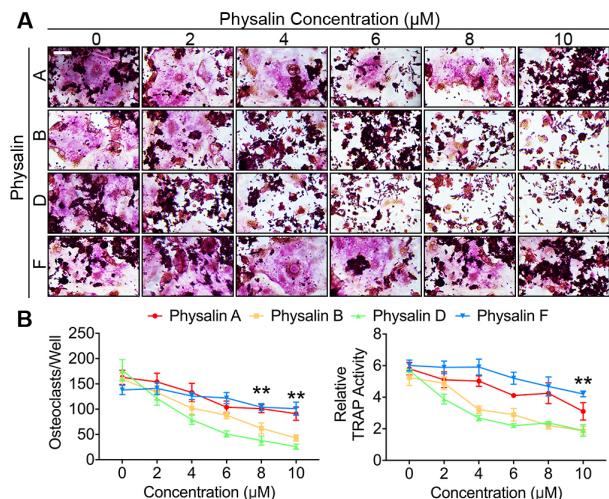 A
Physalin Concentration (µM)
0 2 4 6 8 10
Physalin
A
B
D
F
B
Physalin A Physalin B Physalin D Physalin F
Osteoclasts/Well
250
200
150
100
50
0
** **
0 2 4 6 8 10
Concentration (µM)
Relative
TRAP Activity
8
6
4
2
0
**
0 2 4 6 8 10
Concentration (µM)